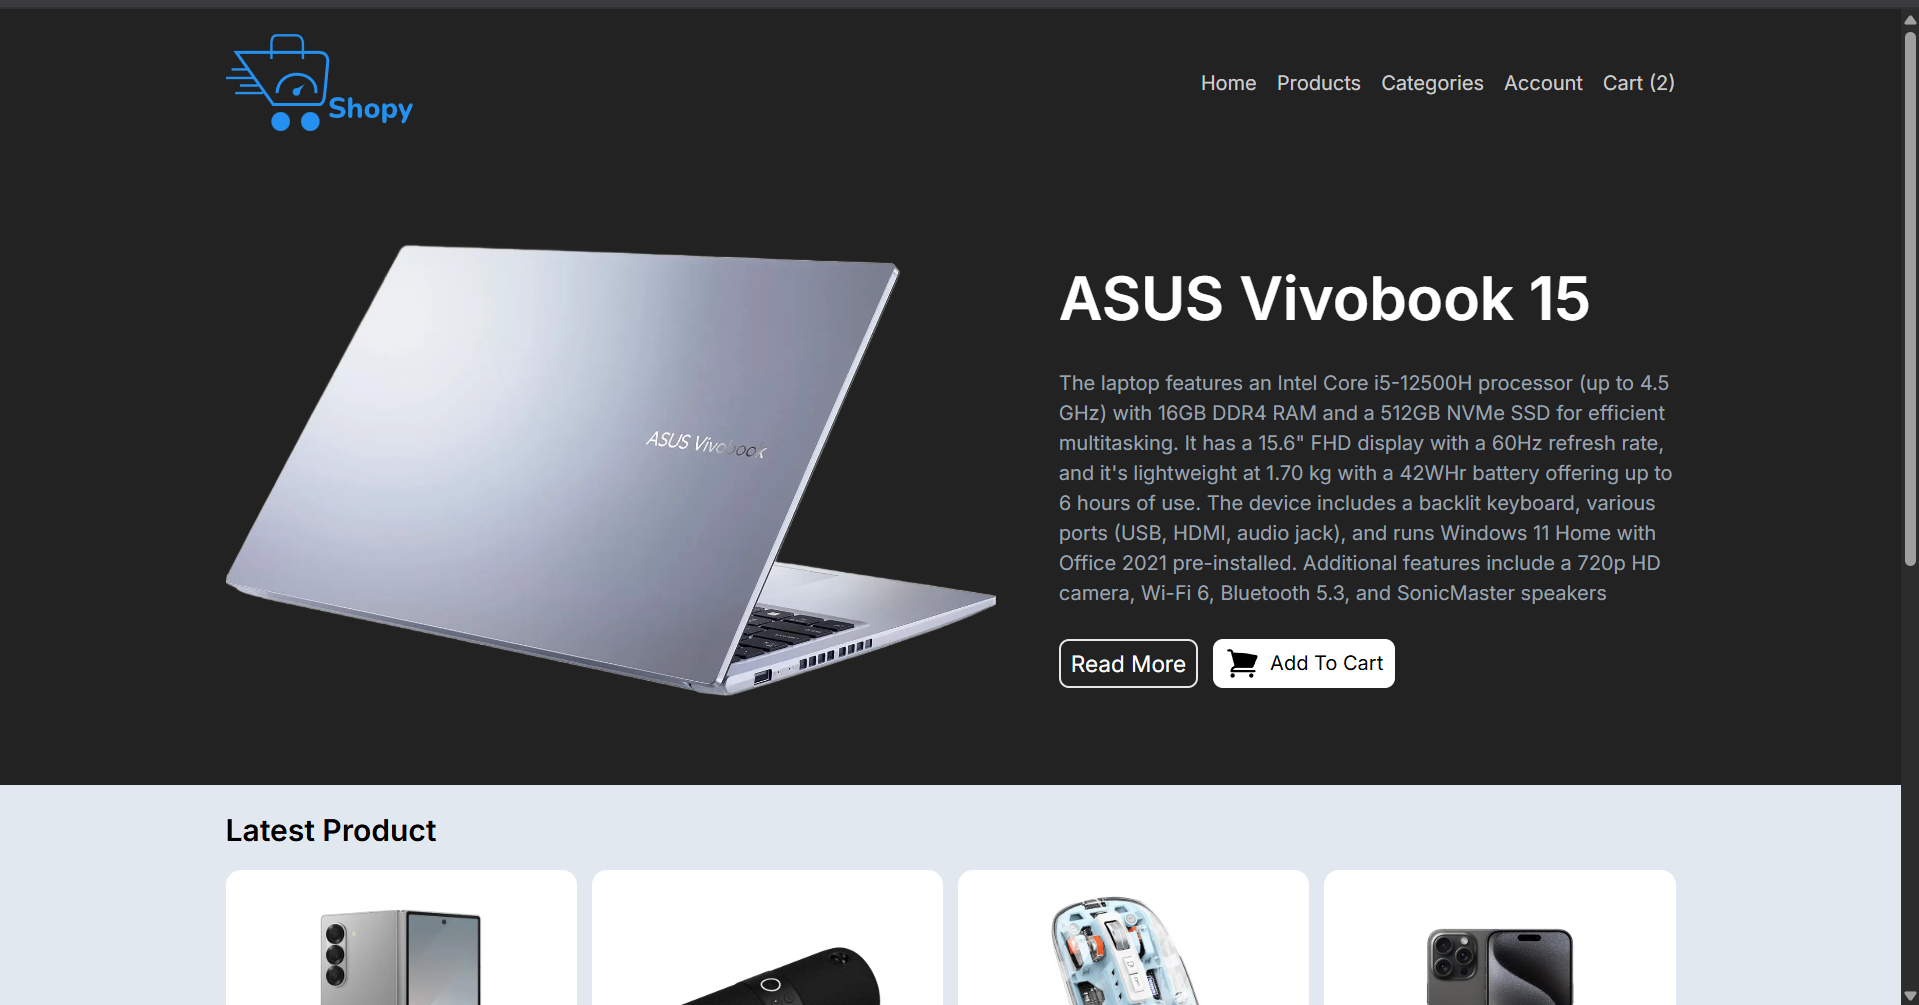 Shopy
Home Products Categories Account Cart (2)
ASUS Vivobook
ASUS Vivobook 15
The laptop features an Intel Core i5-12500H processor (up to 4.5
GHz) with 16GB DDR4 RAM and a 512GB NVMe SSD for efficient
multitasking. It has a 15.6" FHD display with a 60Hz refresh rate,
and it's lightweight at 1.70 kg with a 42WHr battery offering up to
6 hours of use. The device includes a backlit keyboard, various
ports (USB, HDMI, audio jack), and runs Windows 11 Home with
Office 2021 pre-installed. Additional features include a 720p HD
camera, Wi-Fi 6, Bluetooth 5.3, and SonicMaster speakers
Read More Add To Cart
Latest Product